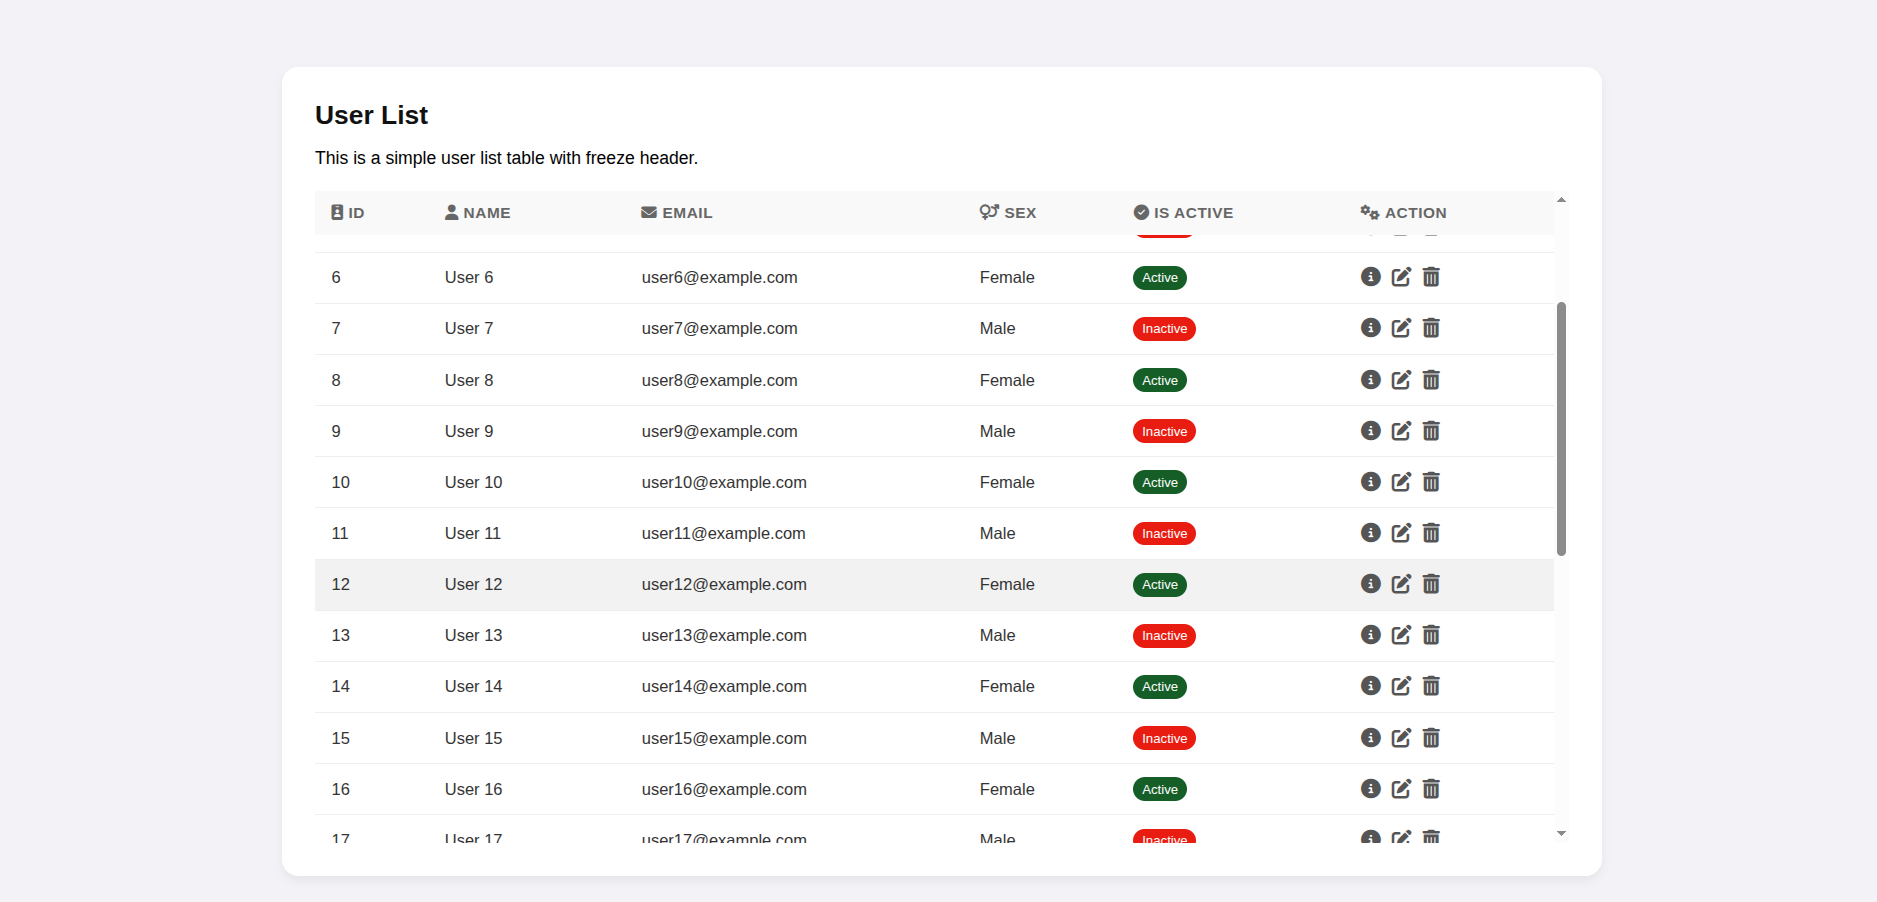 User List
This is a simple user list table with freeze header.
ID NAME EMAIL SEX IS ACTIVE ACTION
6 User 6 user6@example.com Female Active
7 User 7 user7@example.com Male Inactive
8 User 8 user8@example.com Female Active
9 User 9 user9@example.com Male Inactive
10 User 10 user10@example.com Female Active
11 User 11 user11@example.com Male Inactive
12 User 12 user12@example.com Female Active
13 User 13 user13@example.com Male Inactive
14 User 14 user14@example.com Female Active
15 User 15 user15@example.com Male Inactive
16 User 16 user16@example.com Female Active
17 User 17 user17@example.com Male Inactive